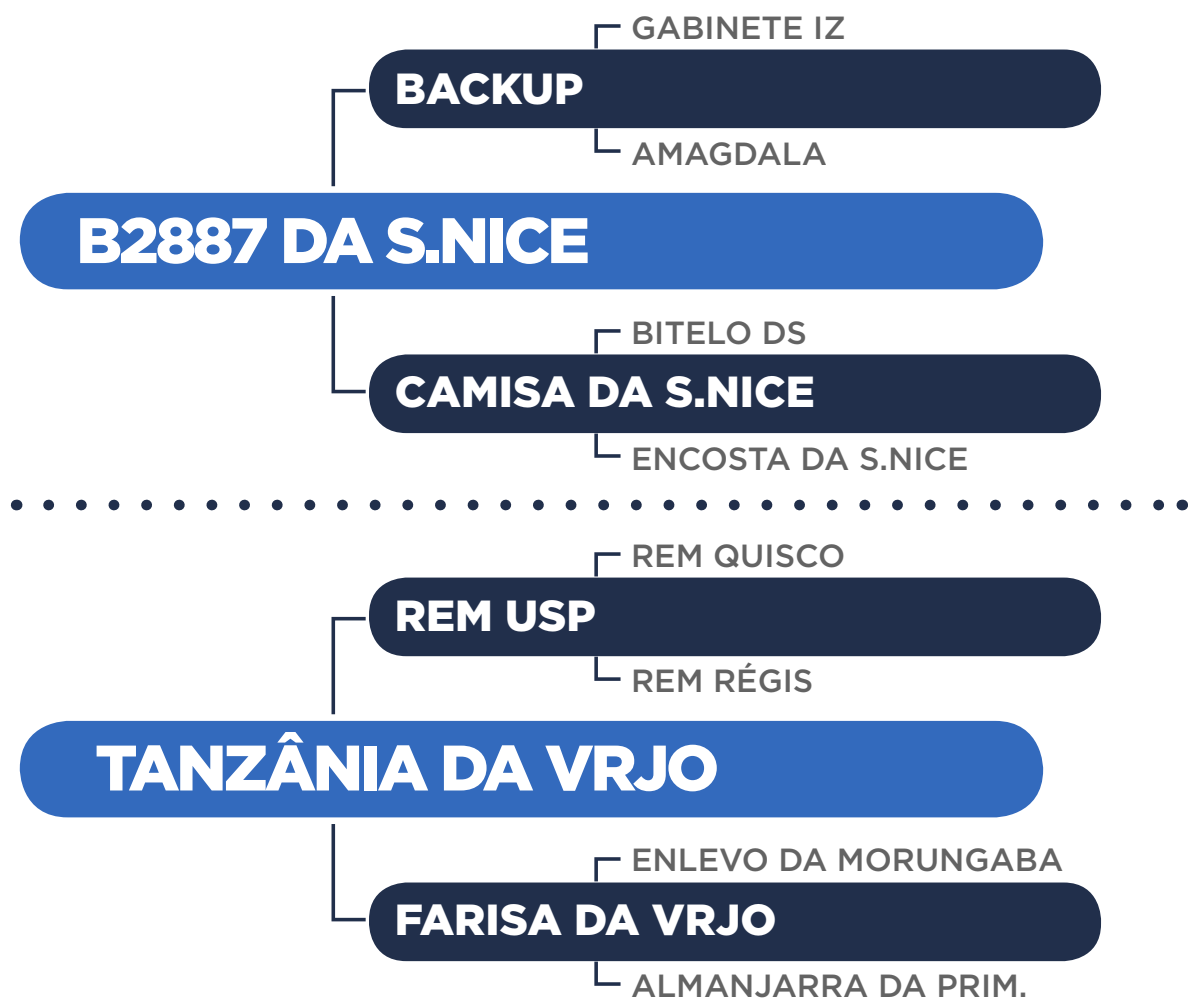 GABINETE IZ
BACKUP
AMAGDALA
B2887 DA S.NICE
BITELO DS
CAMISA DA S.NICE
ENCOSTA DA S.NICE
REM QUISCO
REM USP
REM RÉGIS
TANZÂNIA DA VRJO
ENLEVO DA MORUNGABA
FARISA DA VRJO
ALMANJARRA DA PRIM.